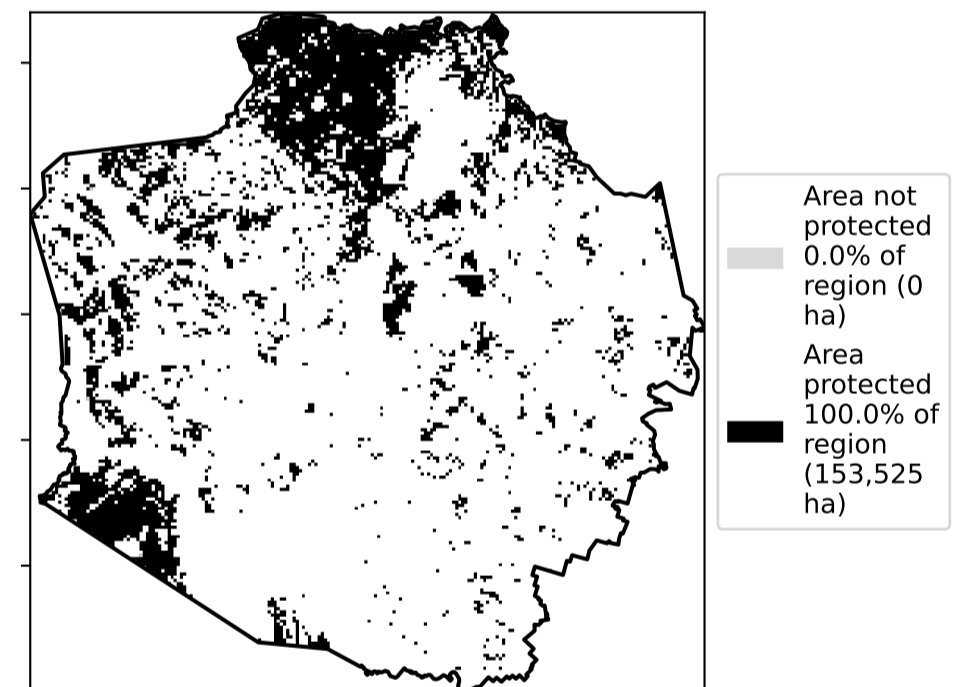 Area not
protected
0.0% of
region (0
ha)
Area
protected
100.0% of
region
(153,525
ha)